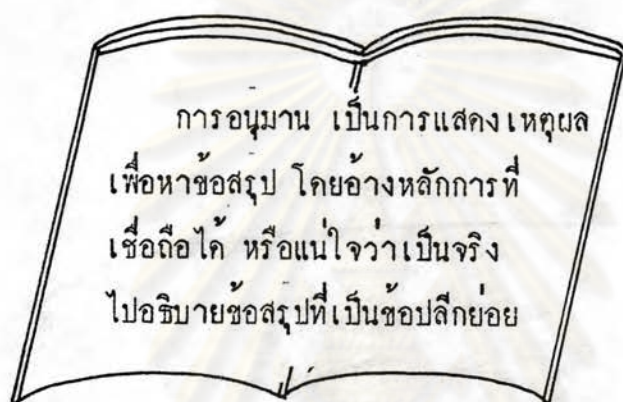 การอนุมาน เป็นการแสดงเหตุผล
เพื่อหาข้อสรุป โดยอ้างหลักการที่
เชื่อถือได้ หรือแน่ใจว่าเป็นจริง
ไปอธิบายข้อสรุปที่เป็นข้อปลีกย่อย